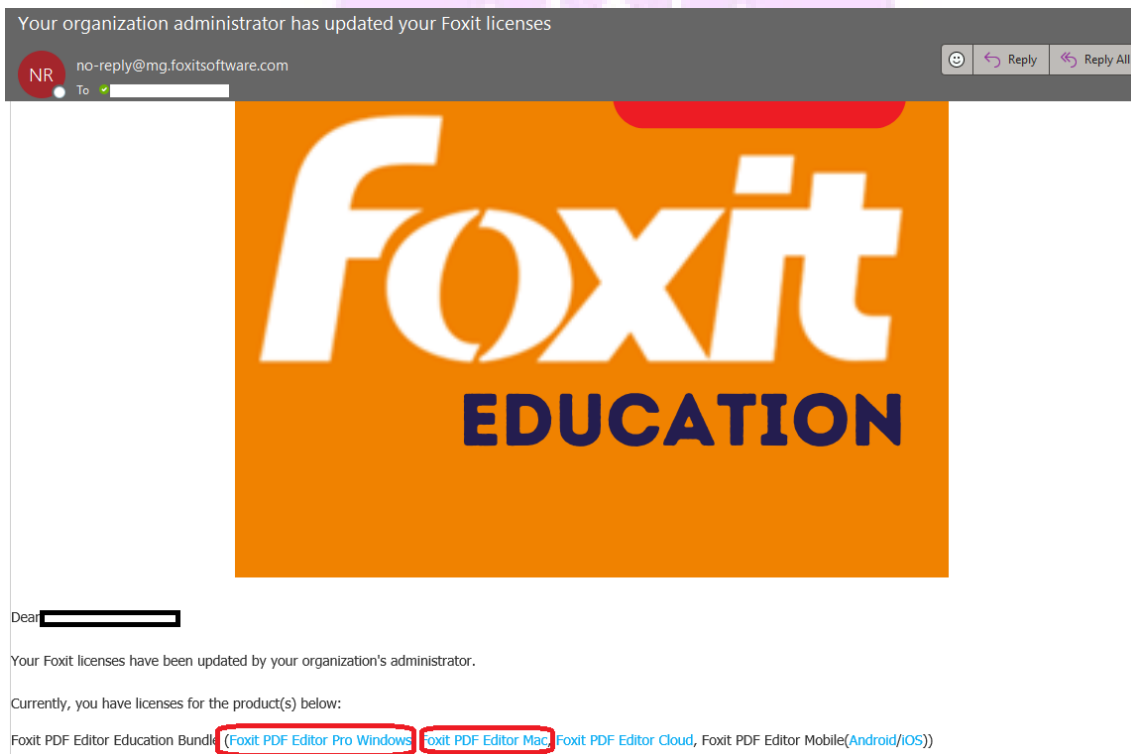 Your organization administrator has updated your Foxit licenses
NR
no-reply@mg.foxitsoftware.com
Reply
Reply All
To
Foxit
EDUCATION
Dear
Your Foxit licenses have been updated by your organization's administrator.
Currently, you have licenses for the product(s) below:
Foxit PDF Editor Education Bundle (Foxit PDF Editor Pro Windows, Foxit PDF Editor Mac, Foxit PDF Editor Cloud, Foxit PDF Editor Mobile(Android/iOS))